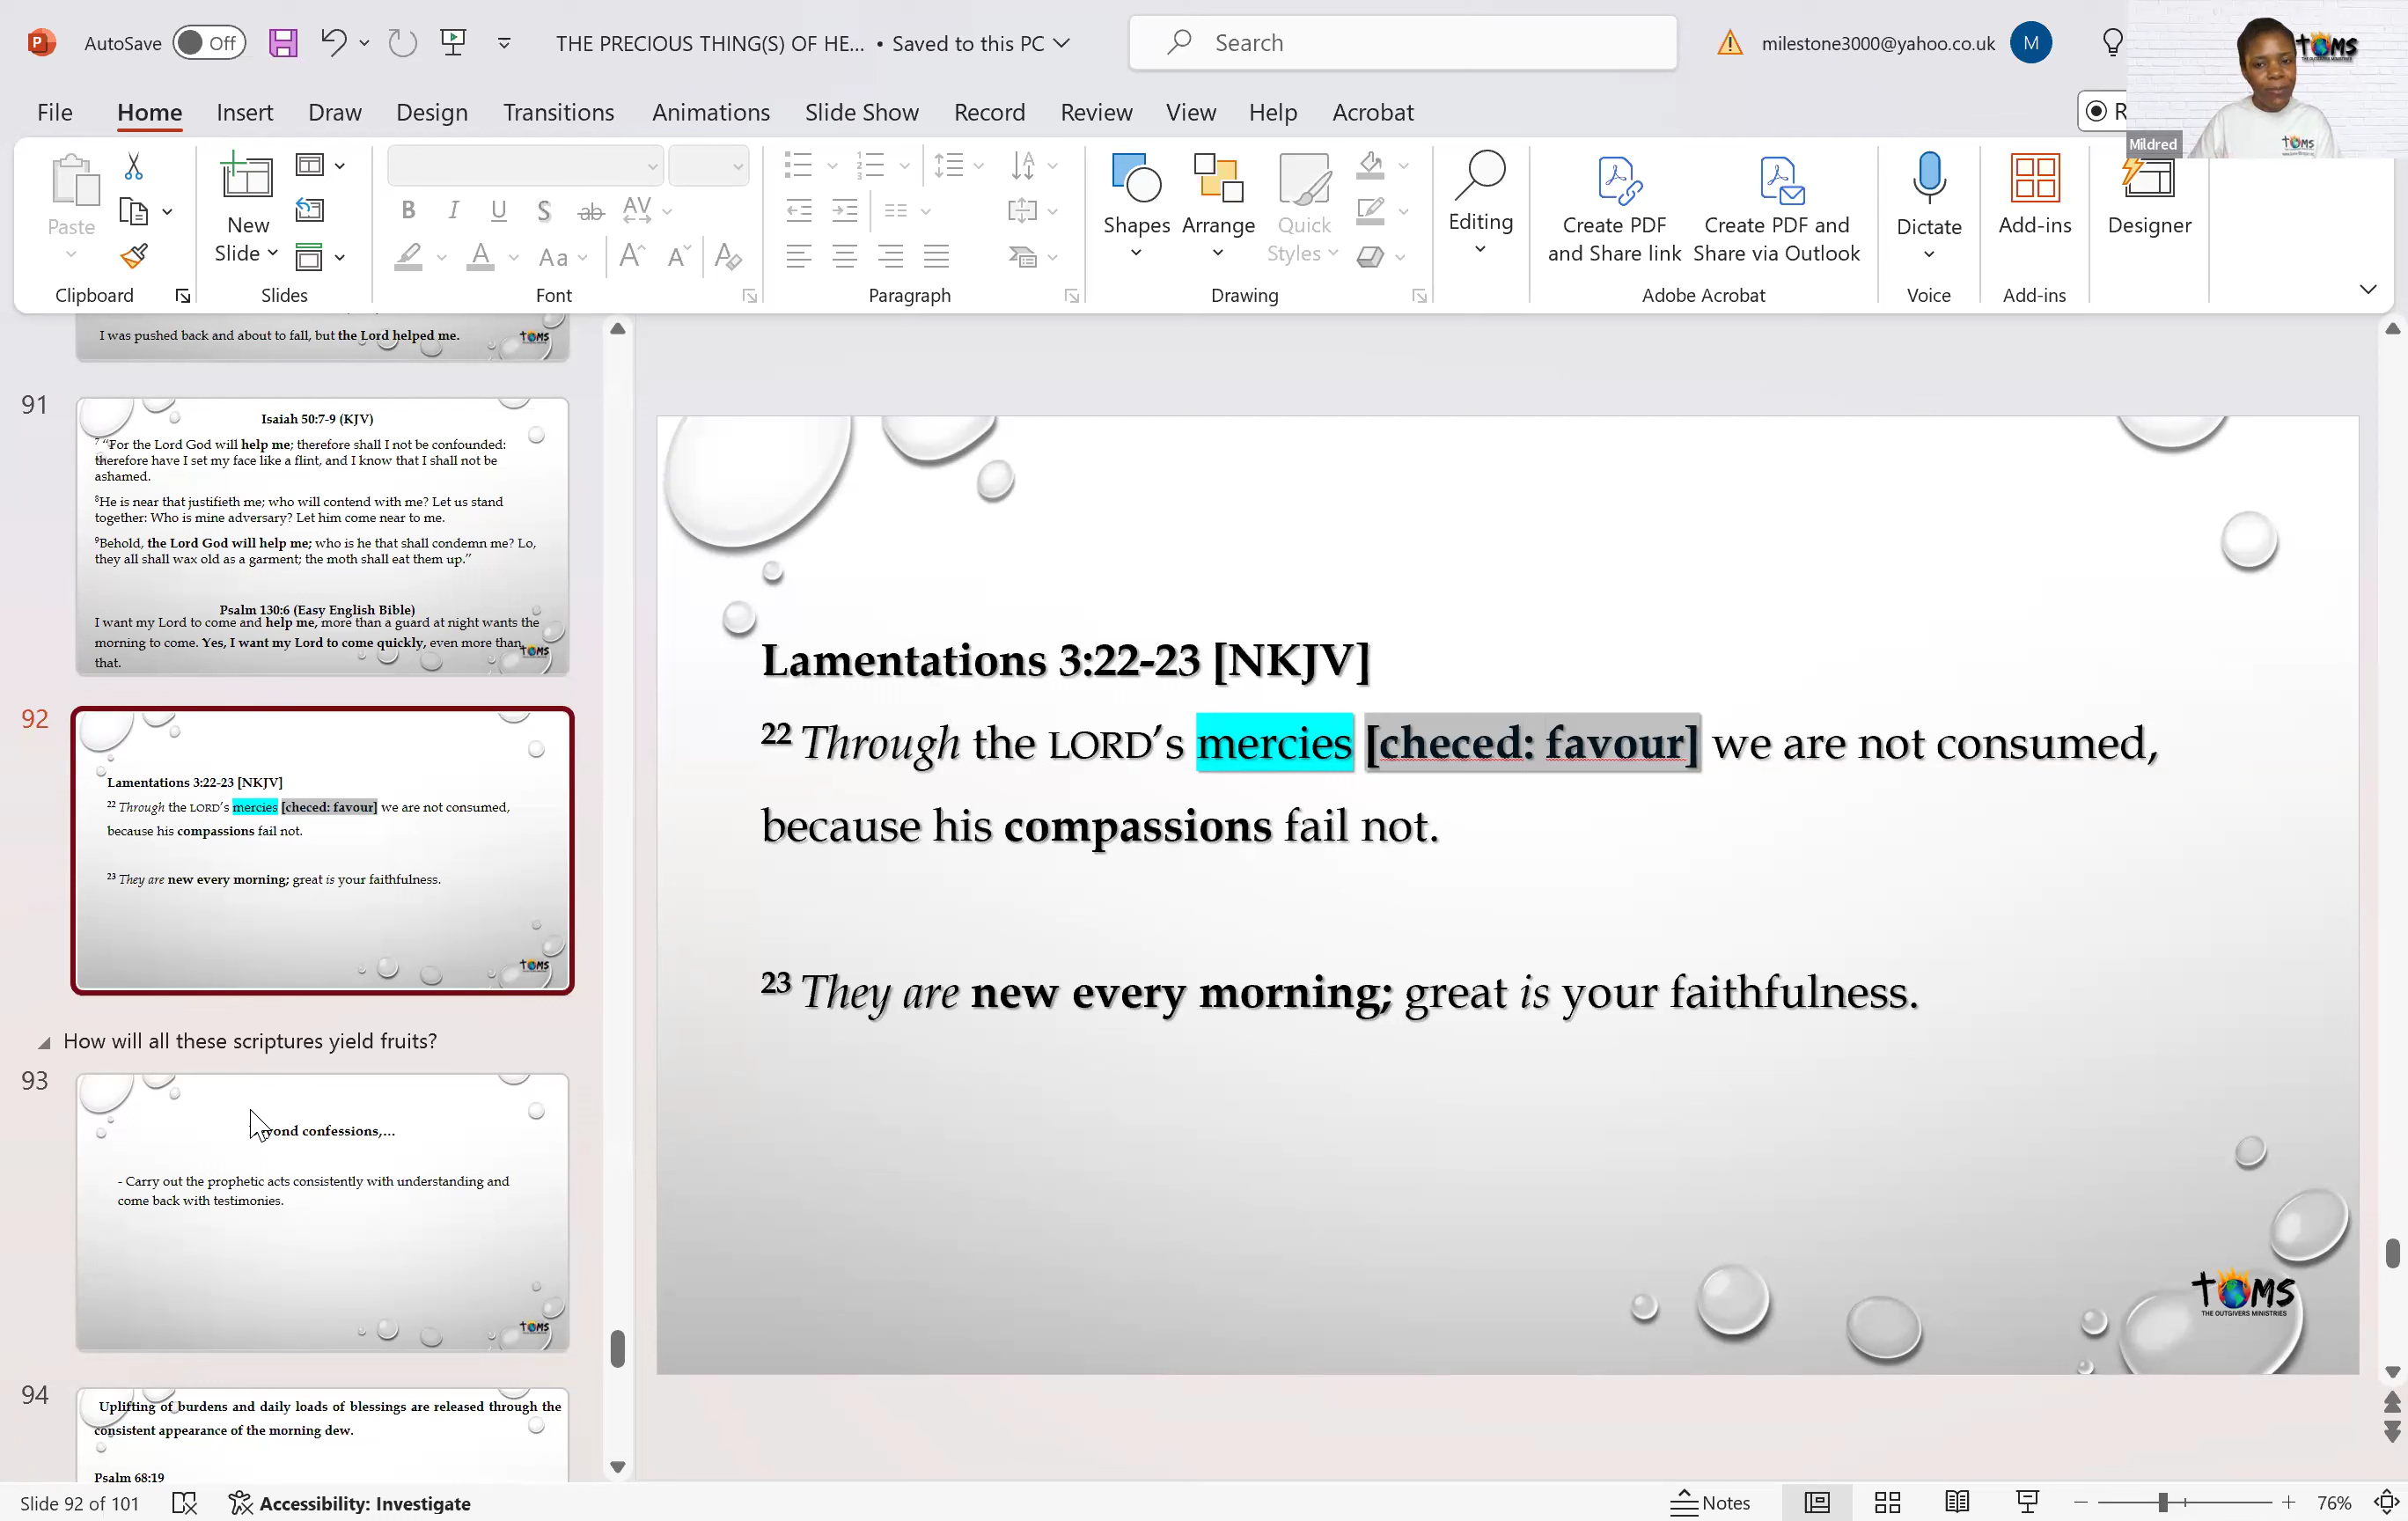 AutoSave Off THE PRECIOUS THING(S) OF HE... • Saved to this PC Search milestone3000@yahoo.co.uk M
TOMS
Mildred
TOMS
File Home Insert Draw Design Transitions Animations Slide Show Record Review View Help Acrobat R
Paste
New
Slide
B I U S ab AV
A Aa A A
Shapes Arrange Quick
Styles
Editing
Create PDF
and Share link
Create PDF and
Share via Outlook
Dictate
Add-ins
Designer
Clipboard Slides Font Paragraph Drawing Adobe Acrobat Voice Add-ins
I was pushed back and about to fall, but the Lord helped me.
TOMS
91
Isaiah 50:7-9 (KJV)
7 “For the Lord God will help me; therefore shall I not be confounded:
therefore have I set my face like a flint, and I know that I shall not be
ashamed.
8He is near that justifieth me; who will contend with me? Let us stand
together: Who is mine adversary? Let him come near to me.
9Behold, the Lord God will help me; who is he that shall condemn me? Lo,
they all shall wax old as a garment; the moth shall eat them up.”
Psalm 130:6 (Easy English Bible)
I want my Lord to come and help me, more than a guard at night wants the
morning to come. Yes, I want my Lord to come quickly, even more than
that.
TOMS
92
Lamentations 3:22-23 [NKJV]
22 Through the LORD’s mercies [checed: favour] we are not consumed,
because his compassions fail not.
23 They are new every morning; great is your faithfulness.
TOMS
How will all these scriptures yield fruits?
93
yond confessions,...
- Carry out the prophetic acts consistently with understanding and
come back with testimonies.
TOMS
94
Uplifting of burdens and daily loads of blessings are released through the
consistent appearance of the morning dew.
Psalm 68:19
Lamentations 3:22-23 [NKJV]
22 Through the LORD’s mercies [checed: favour] we are not consumed,
because his compassions fail not.
23 They are new every morning; great is your faithfulness.
TOMS
THE OUTGIVERS MINISTRIES
Slide 92 of 101 Accessibility: Investigate Notes 76%